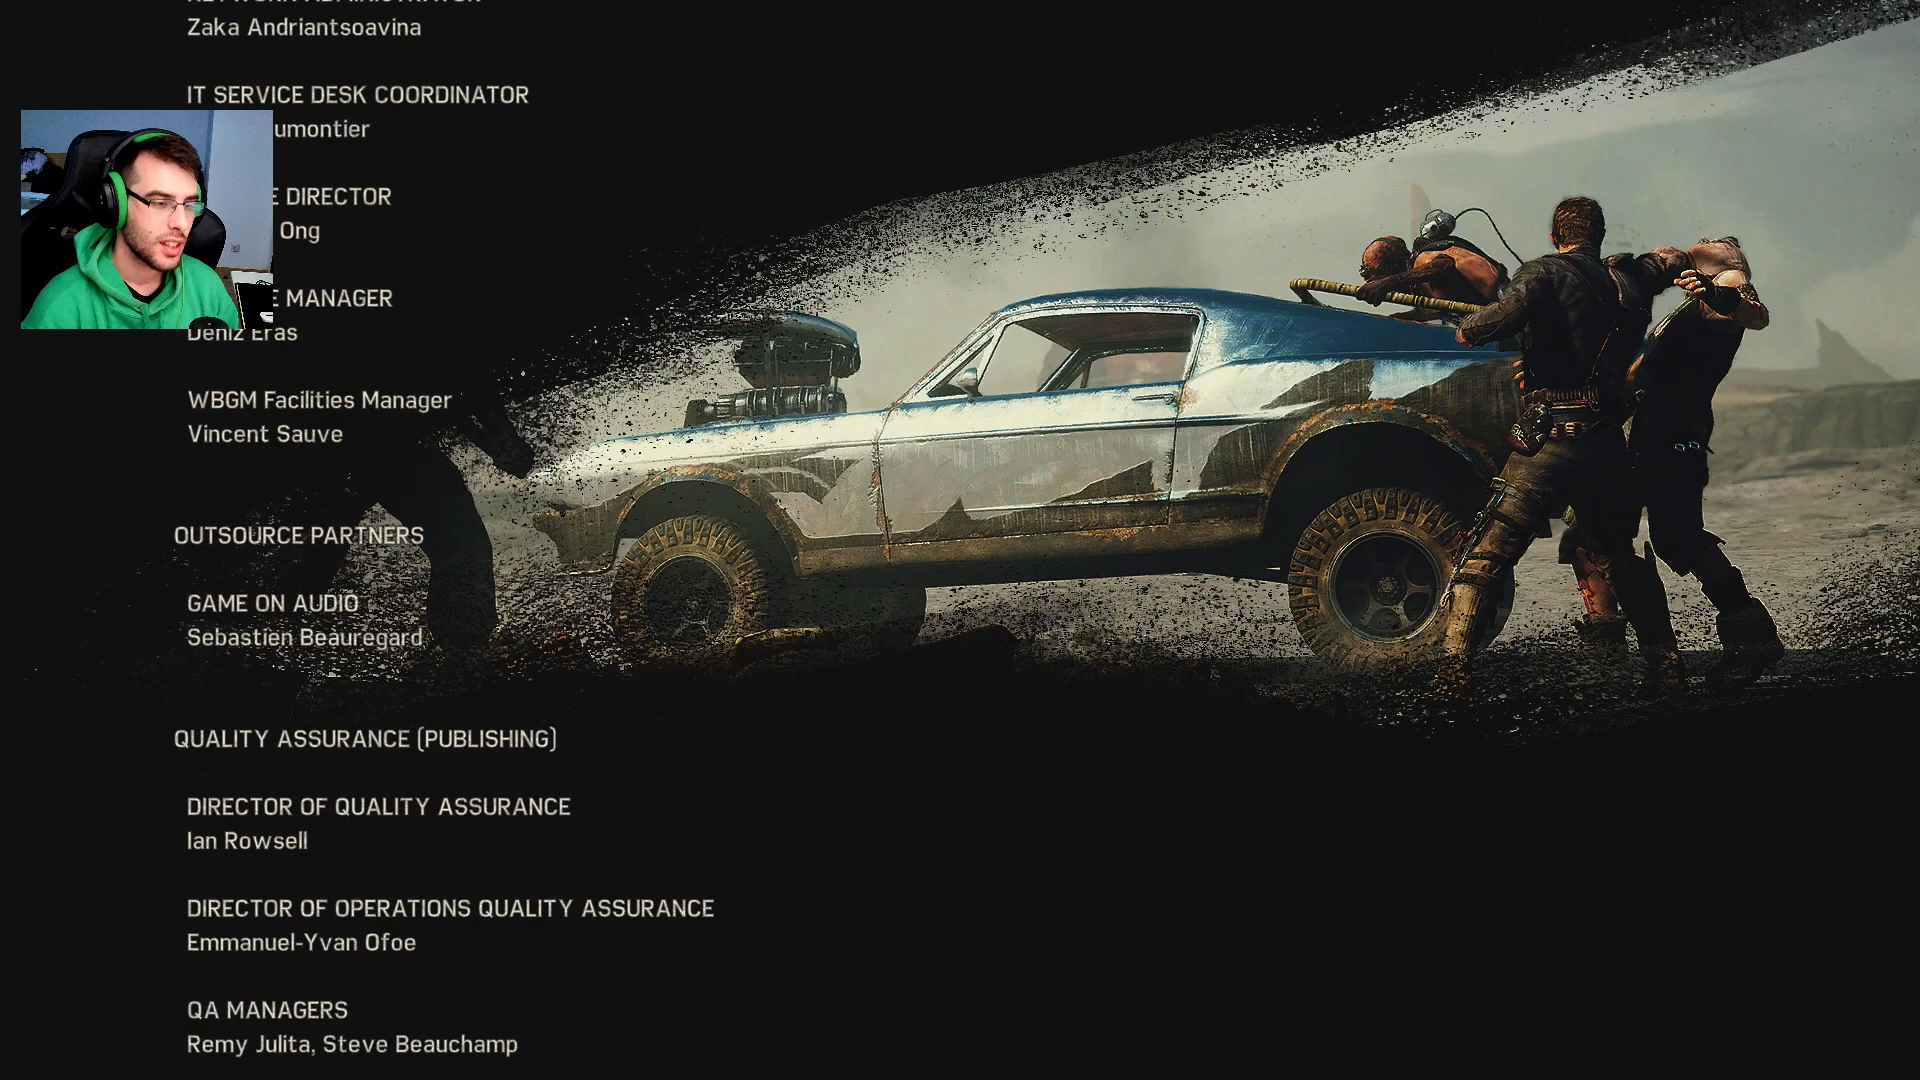 Zaka Andriantsoavina
IT SERVICE DESK COORDINATOR
umontier
E DIRECTOR
Ong
E MANAGER
Deniz Eras
WBGM Facilities Manager
Vincent Sauve
OUTSOURCE PARTNERS
GAME ON AUDIO
Sebastien Beauregard
QUALITY ASSURANCE (PUBLISHING)
DIRECTOR OF QUALITY ASSURANCE
Ian Rowsell
DIRECTOR OF OPERATIONS QUALITY ASSURANCE
Emmanuel-Yvan Ofoe
QA MANAGERS
Remy Julita, Steve Beauchamp